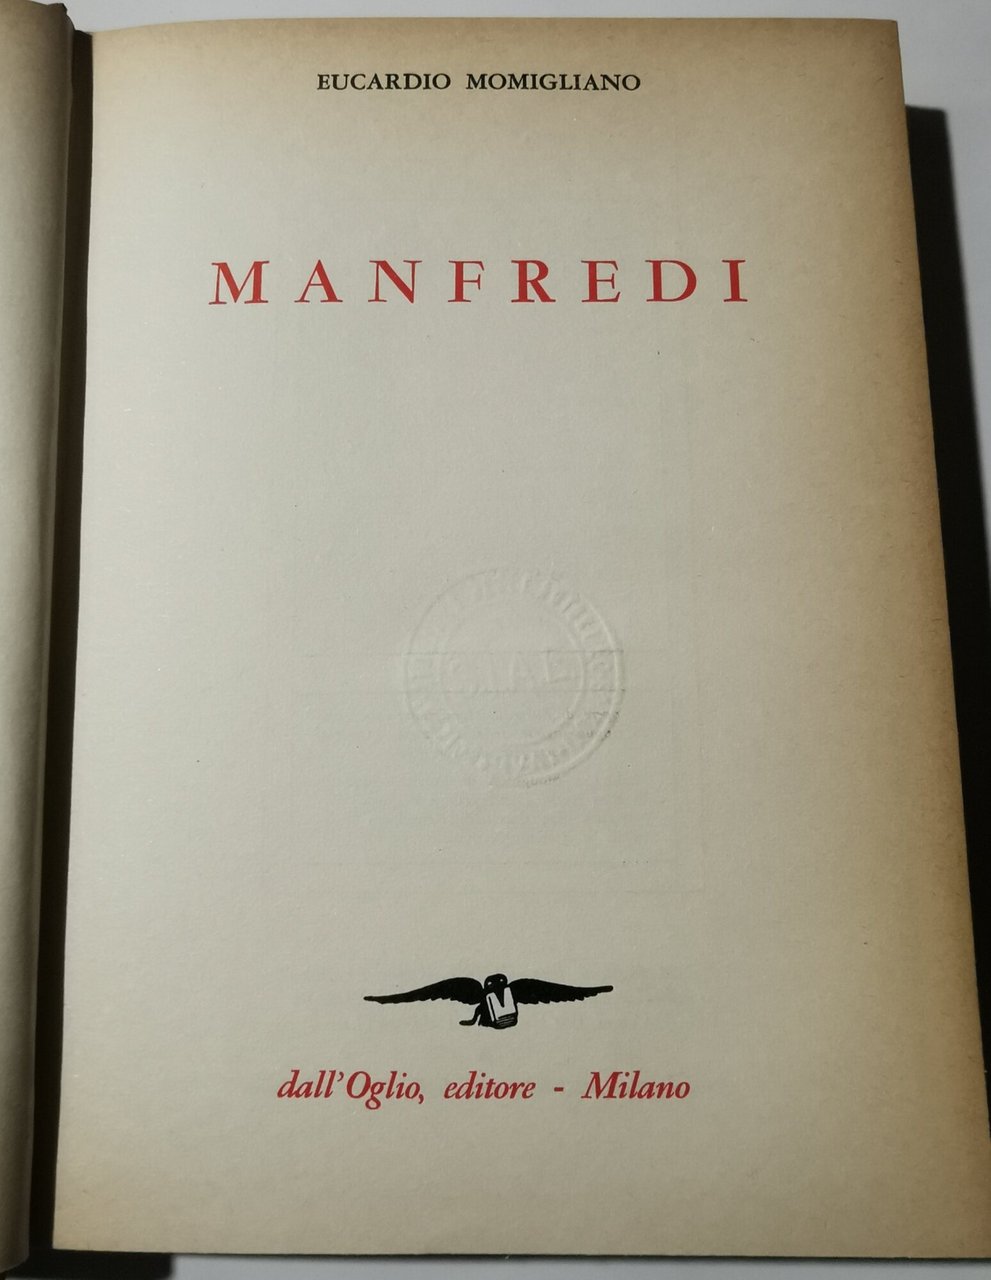 EUCARDIO MOMIGLIANO
MANFREDI
dall'Oglio, editore - Milano